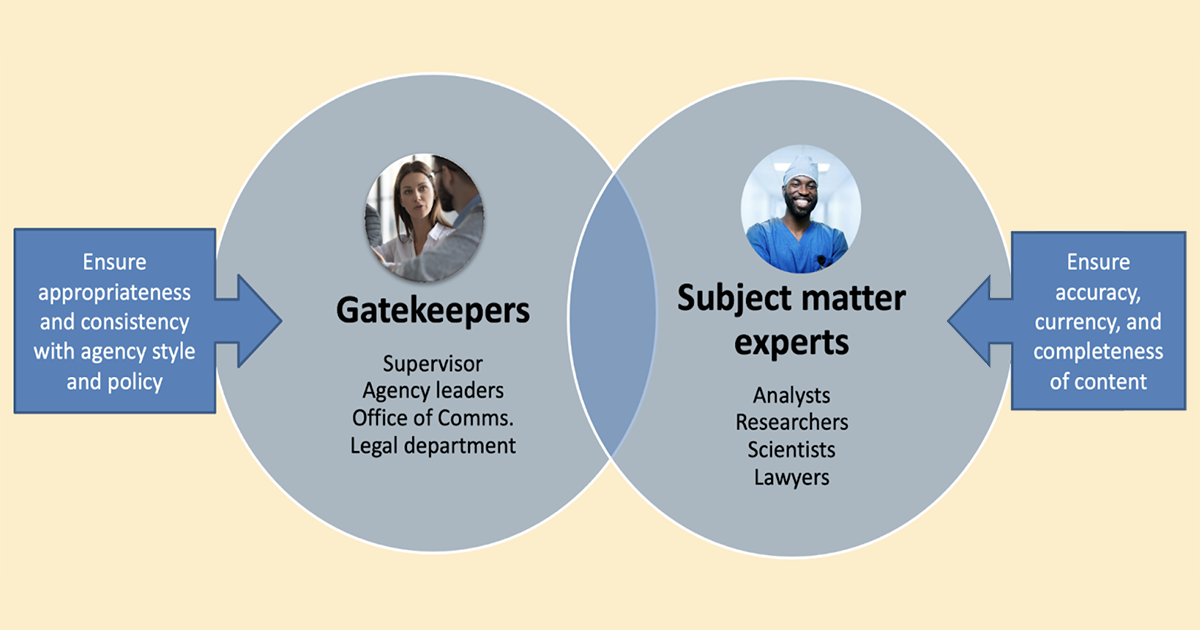 Ensure
appropriateness
and consistency
with agency style
and policy
Gatekeepers
Supervisor
Agency leaders
Office of Comms.
Legal department
Subject matter
experts
Analysts
Researchers
Scientists
Lawyers
Ensure
accuracy,
currency, and
completeness
of content